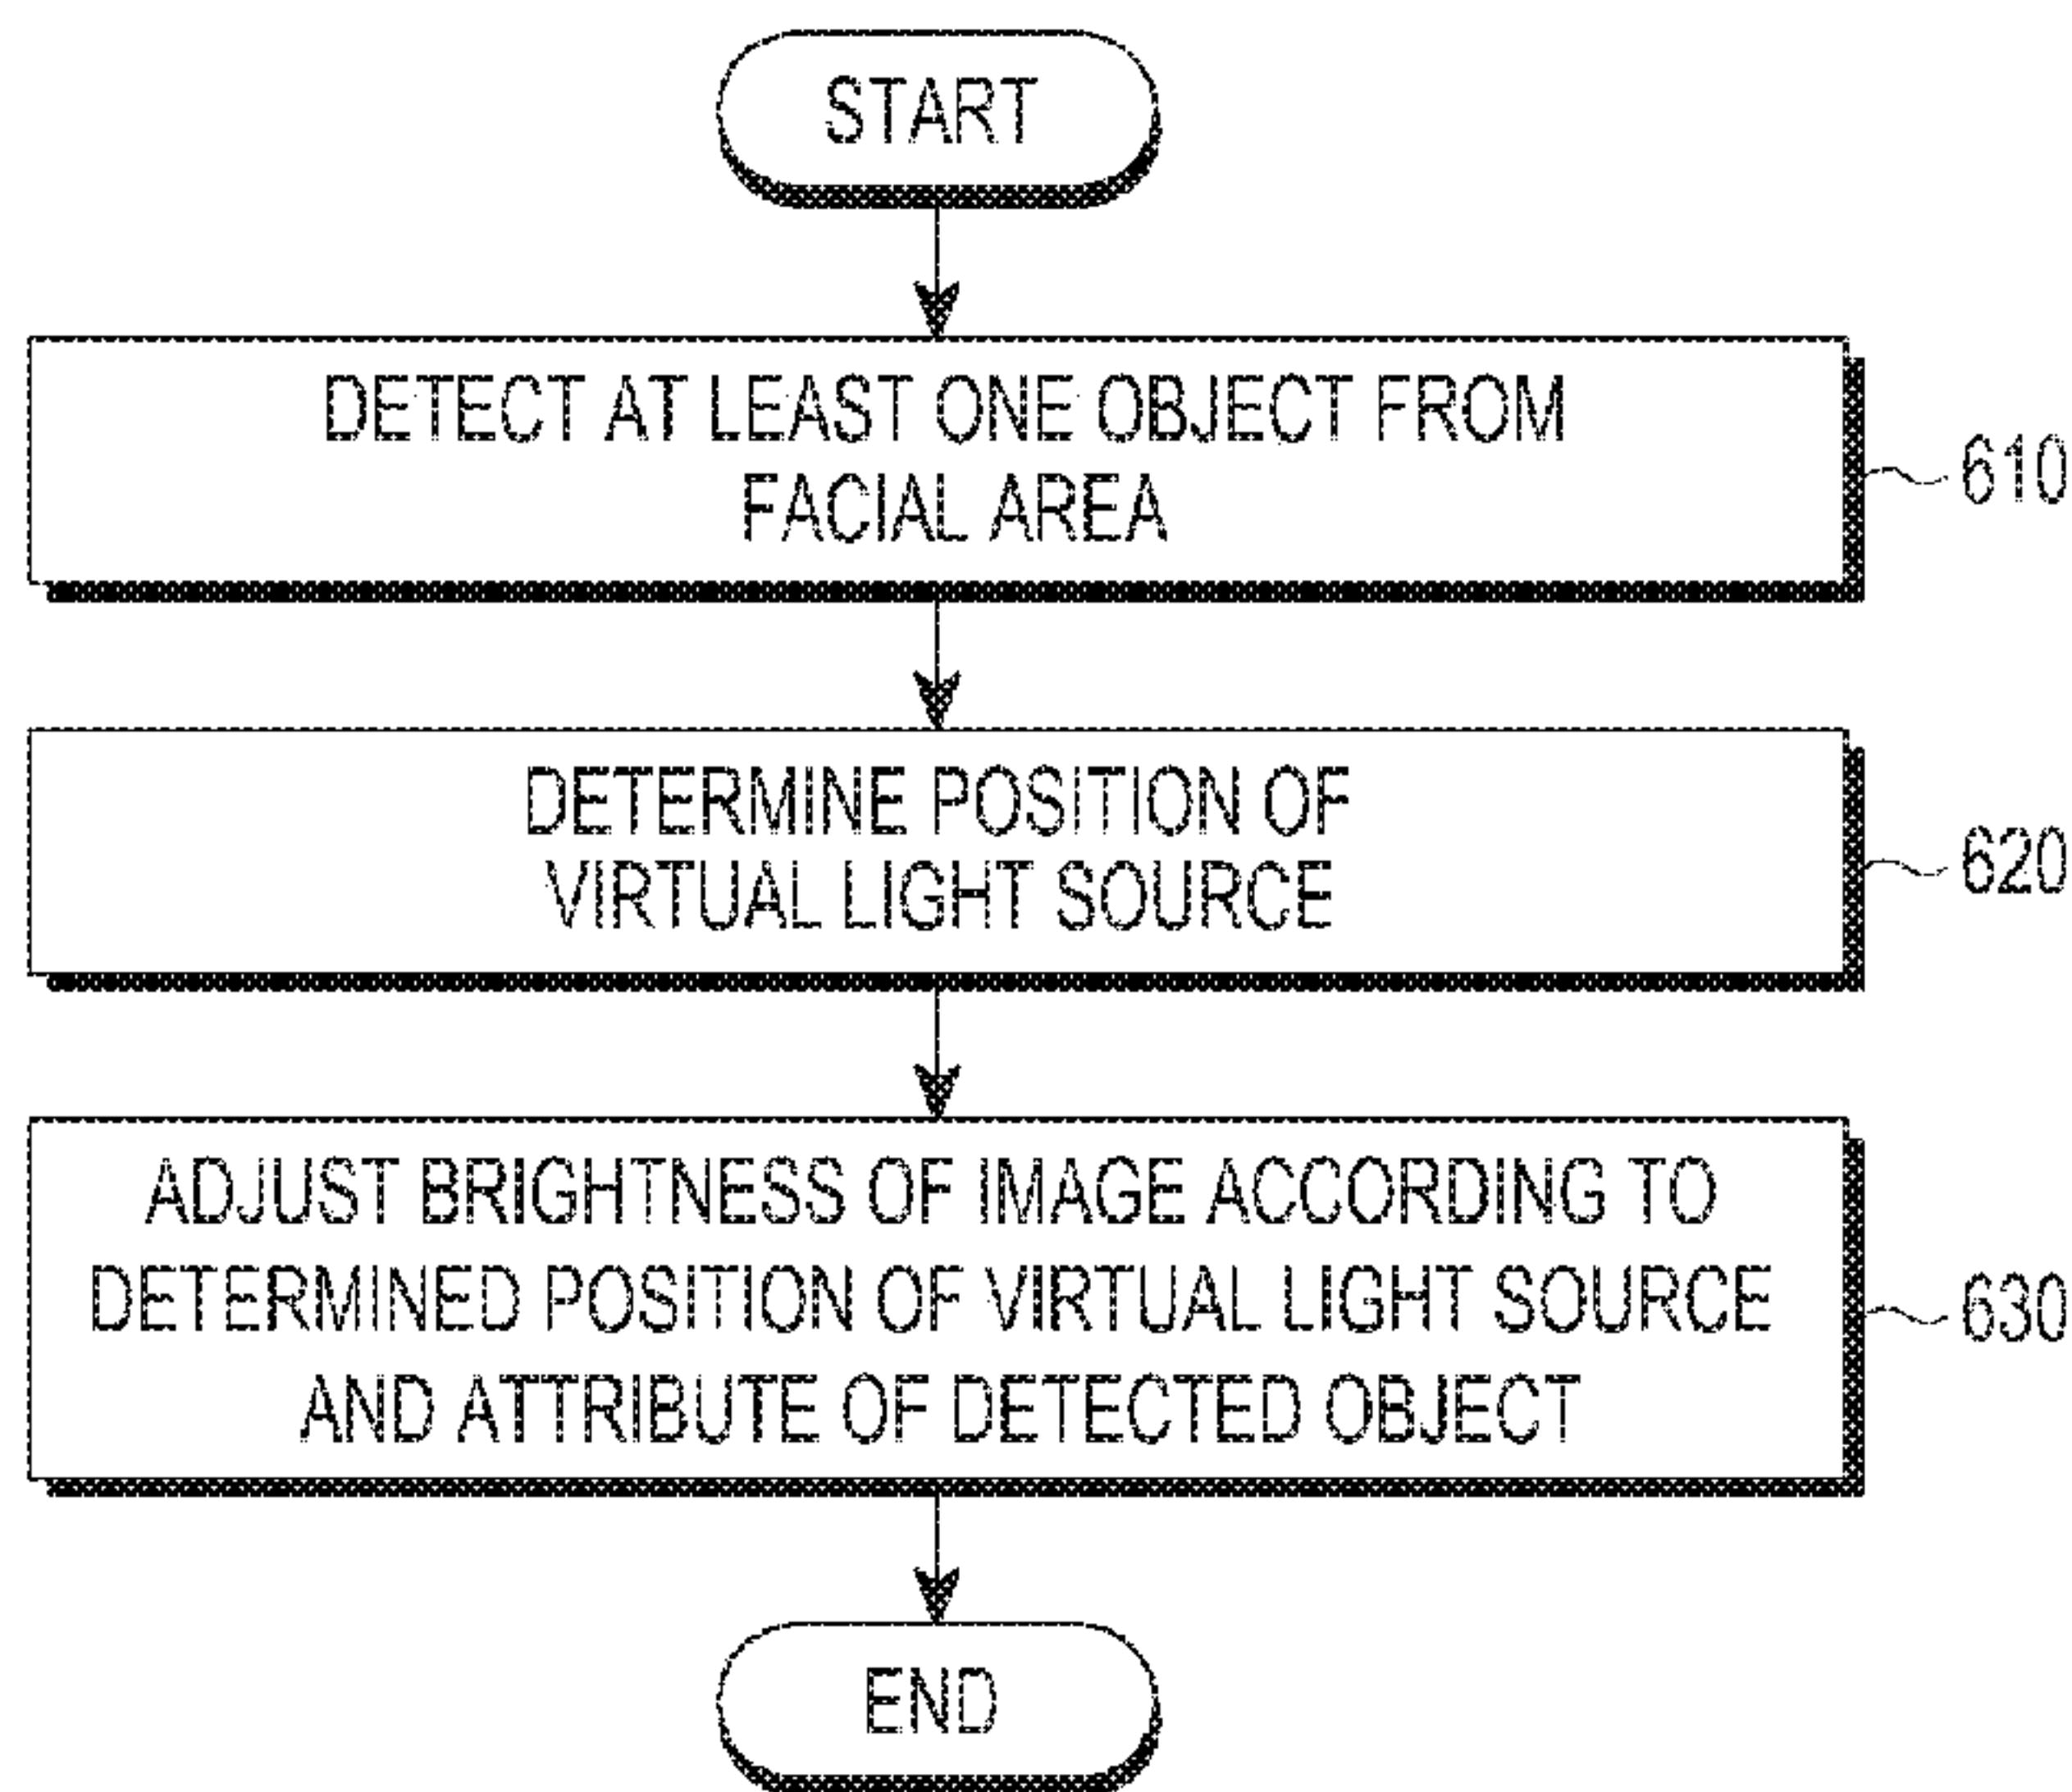 START
DETECT AT LEAST ONE OBJECT FROM
FACIAL AREA
610
DETERMINE POSITION OF
VIRTUAL LIGHT SOURCE
620
ADJUST BRIGHTNESS OF IMAGE ACCORDING TO
DETERMINED POSITION OF VIRTUAL LIGHT SOURCE
AND ATTRIBUTE OF DETECTED OBJECT
630
END